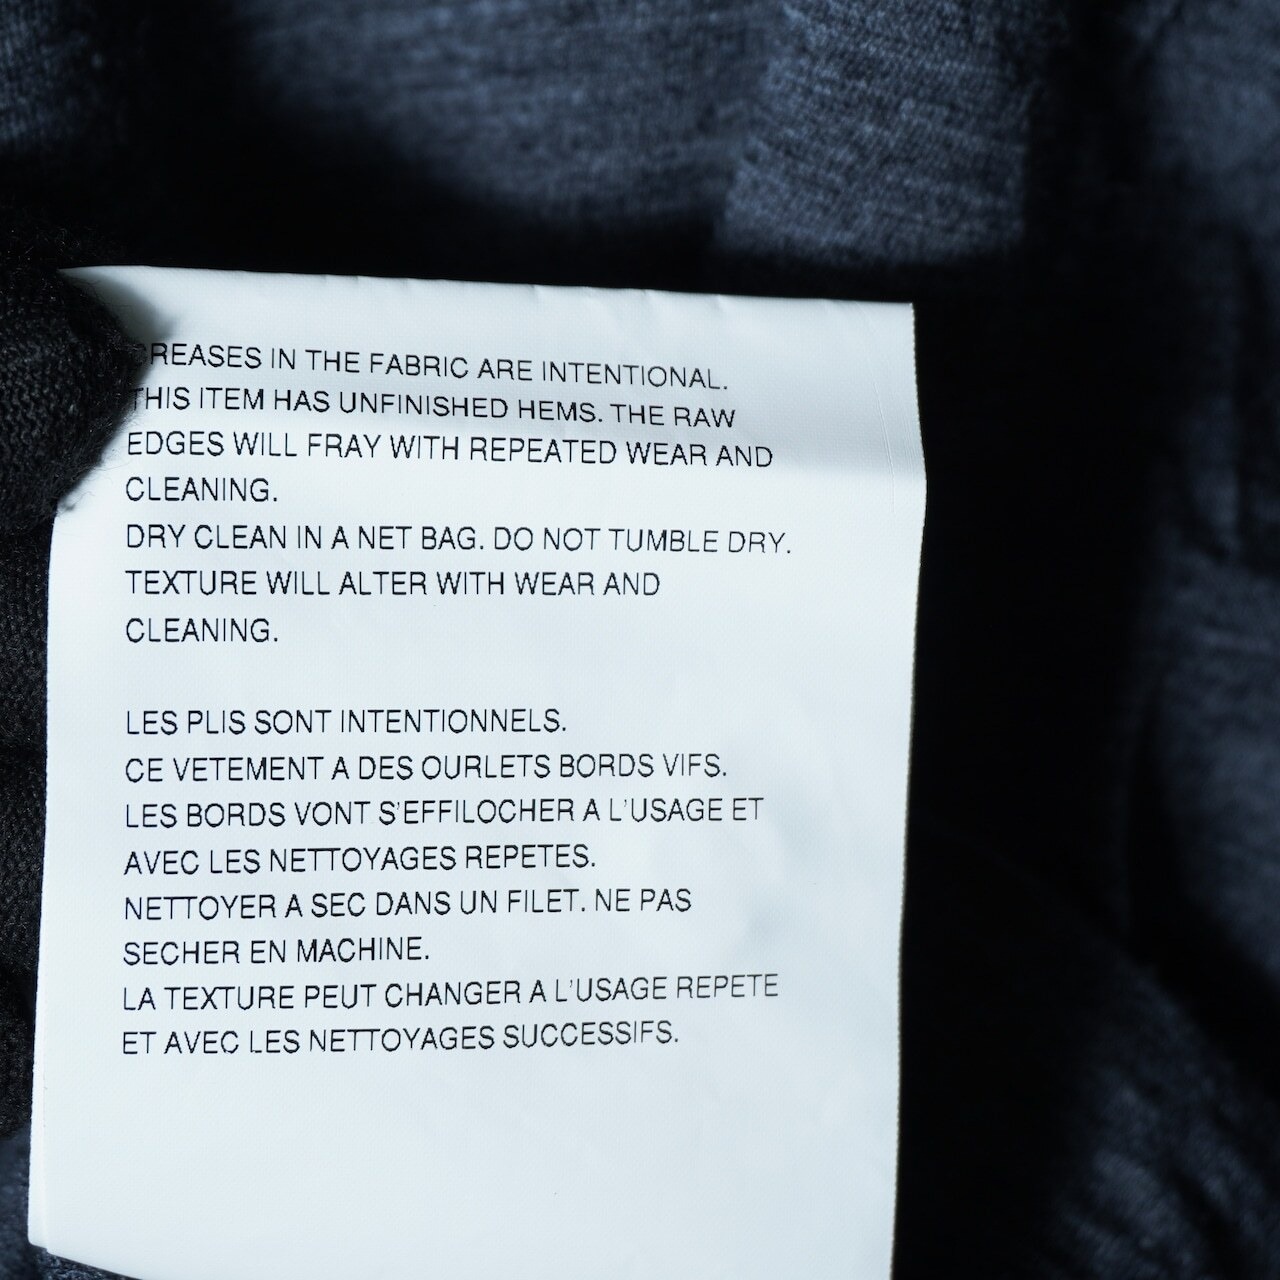 CREASES IN THE FABRIC ARE INTENTIONAL.
THIS ITEM HAS UNFINISHED HEMS. THE RAW
EDGES WILL FRAY WITH REPEATED WEAR AND
CLEANING.
DRY CLEAN IN A NET BAG. DO NOT TUMBLE DRY.
TEXTURE WILL ALTER WITH WEAR AND
CLEANING.
LES PLIS SONT INTENTIONNELS.
CE VETEMENT A DES OURLETS BORDS VIFS.
LES BORDS VONT S'EFFILOCHER A L'USAGE ET
AVEC LES NETTOYAGES REPETES.
NETTOYER A SEC DANS UN FILET. NE PAS
SECHER EN MACHINE.
LA TEXTURE PEUT CHANGER A L'USAGE REPETE
ET AVEC LES NETTOYAGES SUCCESSIFS.